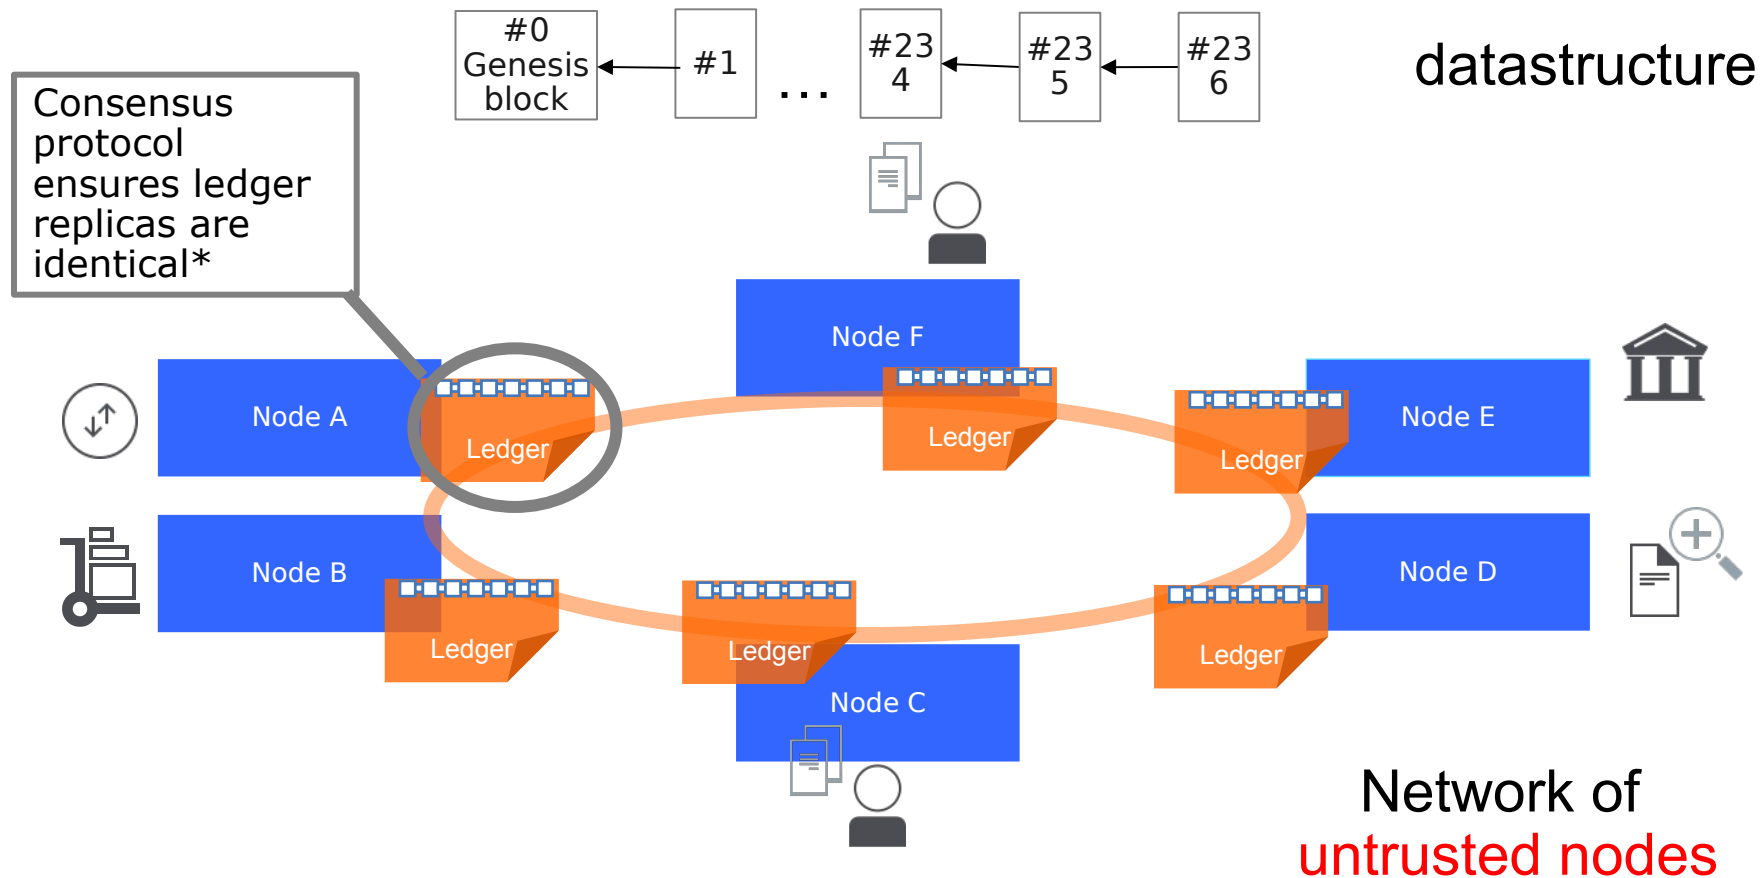 #0
Genesis
block
#1
...
#23
4
#23
5
#23
6
datastructure
Consensus
protocol
ensures ledger
replicas are
identical*
Node F
Ledger
Node A
Ledger
Node E
Ledger
Node B
Ledger
Node D
Ledger
Ledger
Node C
Network of
untrusted nodes